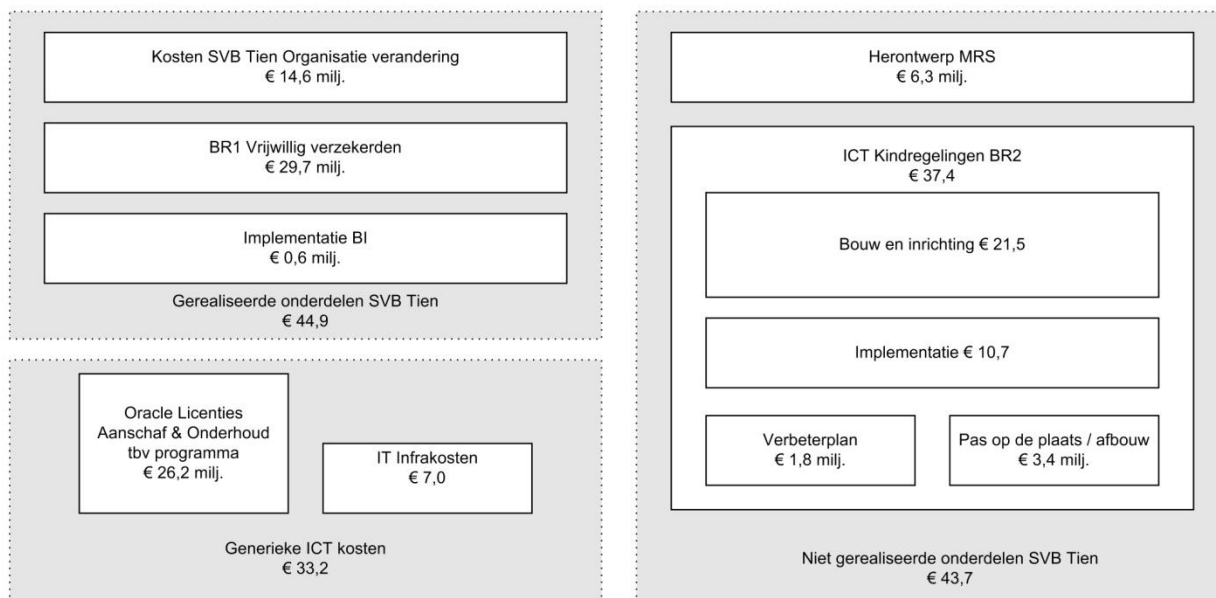 Kosten SVB Tien Organisatie verandering
€ 14,6 milj.
BR1 Vrijwillig verzekerden
€ 29,7 milj.
Implementatie BI
€ 0,6 milj.
Gerealiseerde onderdelen SVB Tien
€ 44,9
Oracle Licenties
Aanschaf & Onderhoud
tbv programma
€ 26,2 milj.
IT Infrakosten
€ 7,0
Generieke ICT kosten
€ 33,2
Herontwerp MRS
€ 6,3 milj.
ICT Kindregelingen BR2
€ 37,4
Bouw en inrichting € 21,5
Implementatie € 10,7
Verbeterplan
€ 1,8 milj.
Pas op de plaats / afbouw
€ 3,4 milj.
Niet gerealiseerde onderdelen SVB Tien
€ 43,7